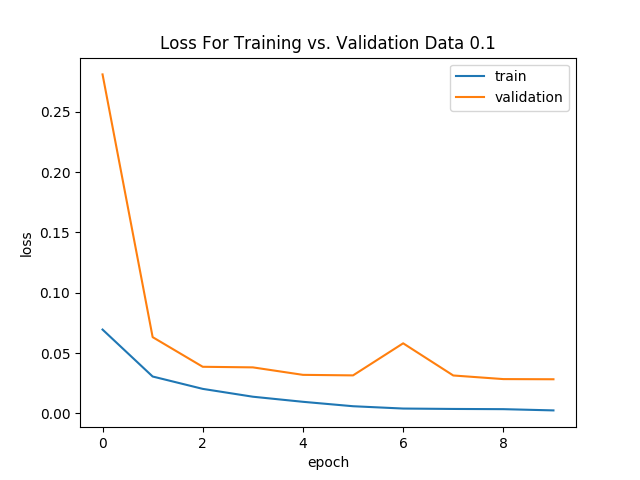 Loss For Training vs. Validation Data 0.1
train
validation
0.25
0.20
0.15
0.10
0.05
0.00
loss
0 2 4 6 8
epoch